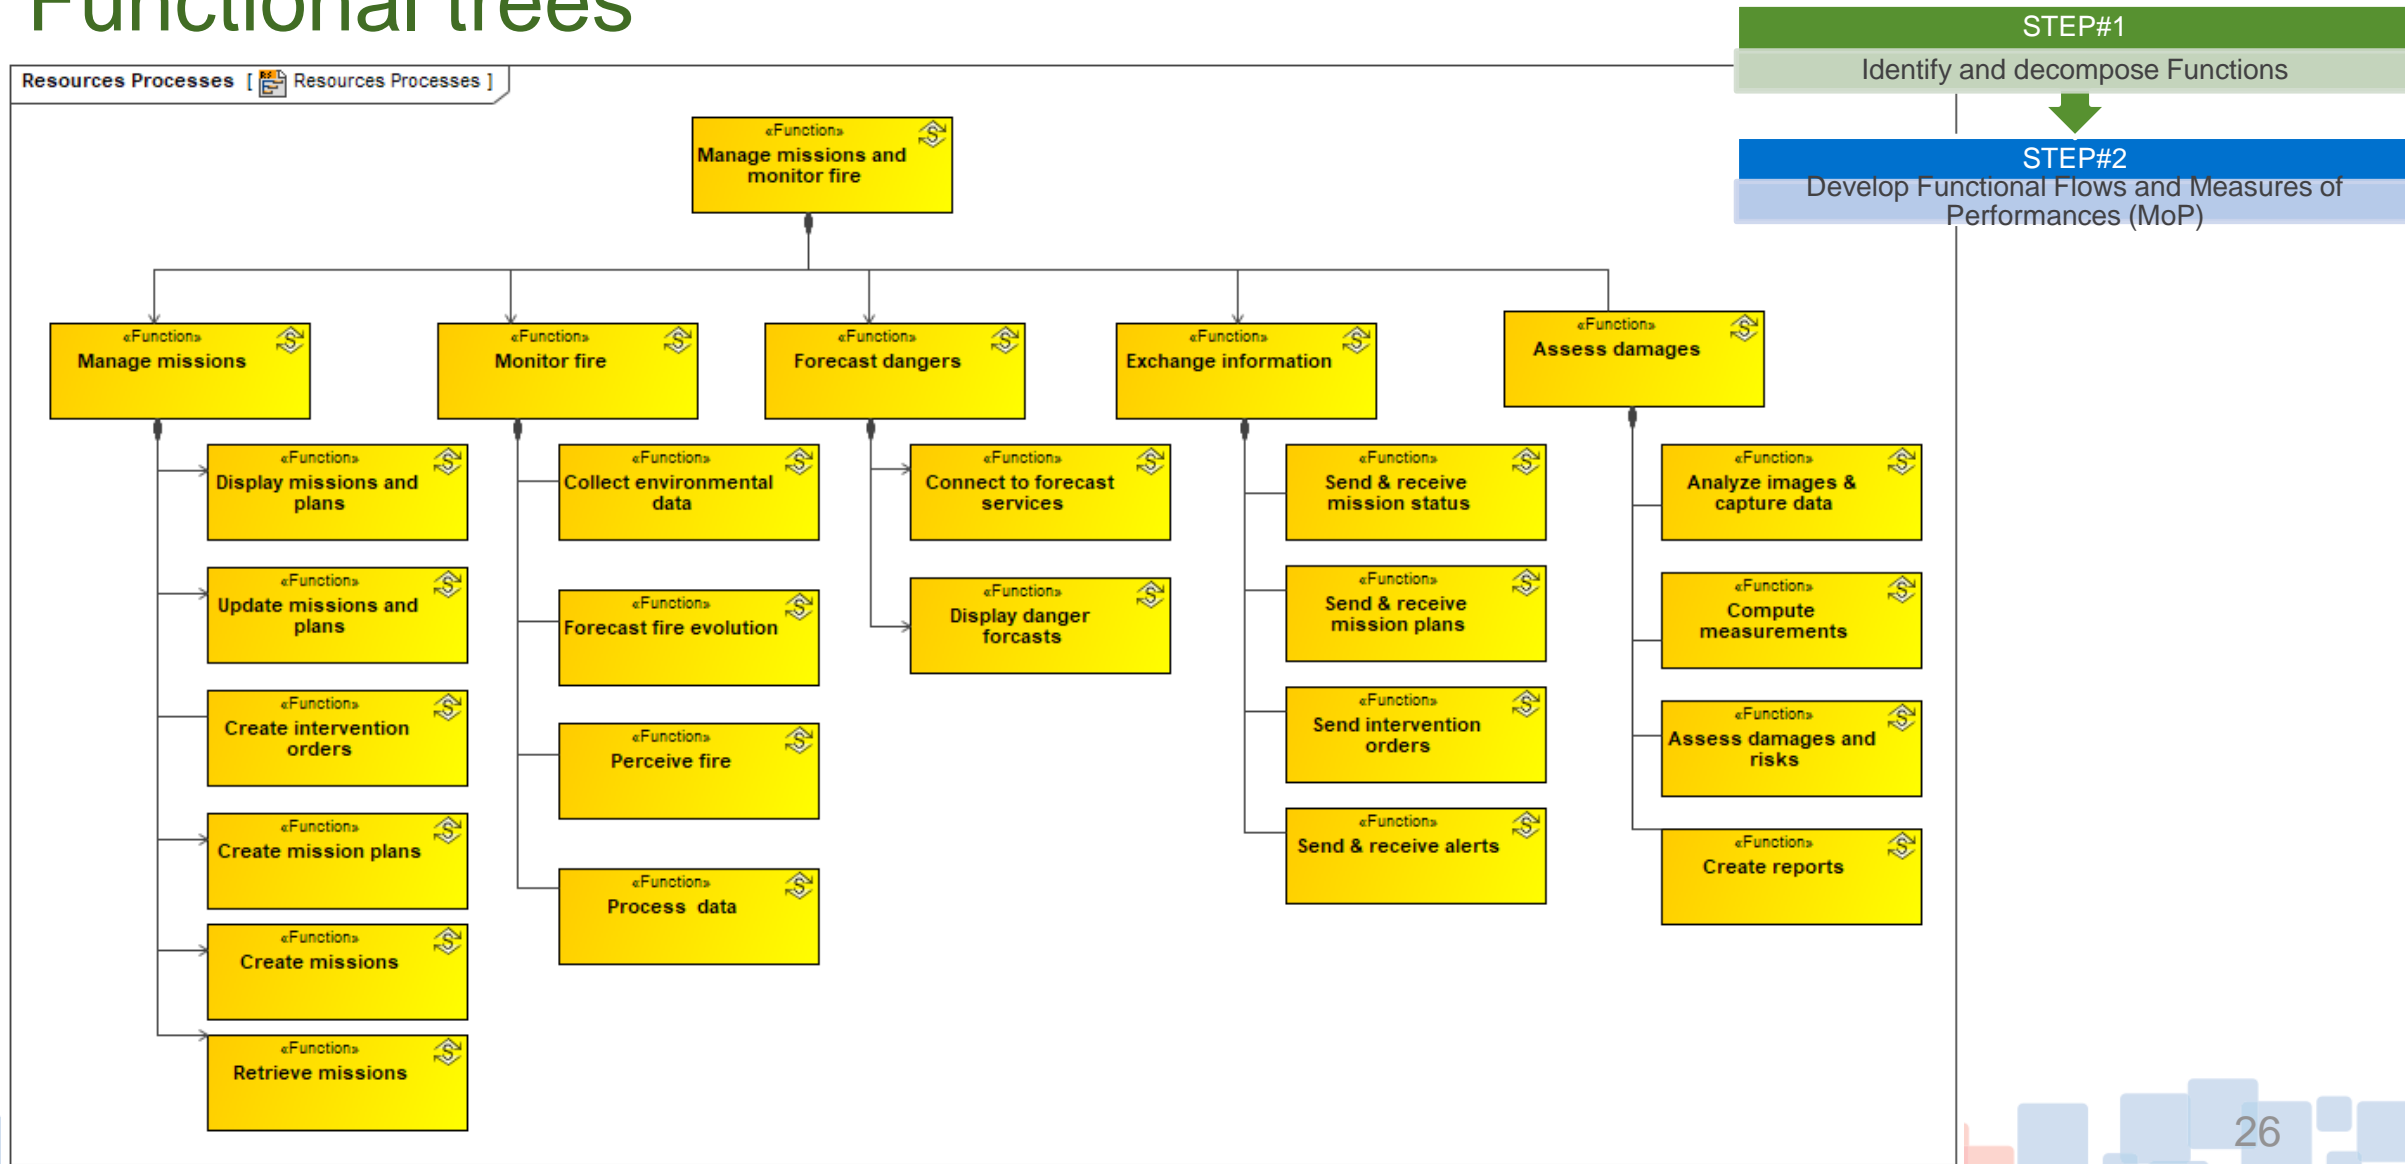 Functional trees
STEP#1
Identify and decompose Functions
STEP#2
Develop Functional Flows and Measures of
Performances (MoP)
Resources Processes [ Resources Processes ]
«Function»
Manage missions and
monitor fire
«Function»
Manage missions
«Function»
Monitor fire
«Function»
Forecast dangers
«Function»
Exchange information
«Function»
Assess damages
«Function»
Display missions and
plans
«Function»
Update missions and
plans
«Function»
Create intervention
orders
«Function»
Create mission plans
«Function»
Create missions
«Function»
Retrieve missions
«Function»
Collect environmental
data
«Function»
Forecast fire evolution
«Function»
Perceive fire
«Function»
Process data
«Function»
Connect to forecast
services
«Function»
Display danger
forcasts
«Function»
Send & receive
mission status
«Function»
Send & receive
mission plans
«Function»
Send intervention
orders
«Function»
Send & receive alerts
«Function»
Analyze images &
capture data
«Function»
Compute
measurements
«Function»
Assess damages and
risks
«Function»
Create reports
26